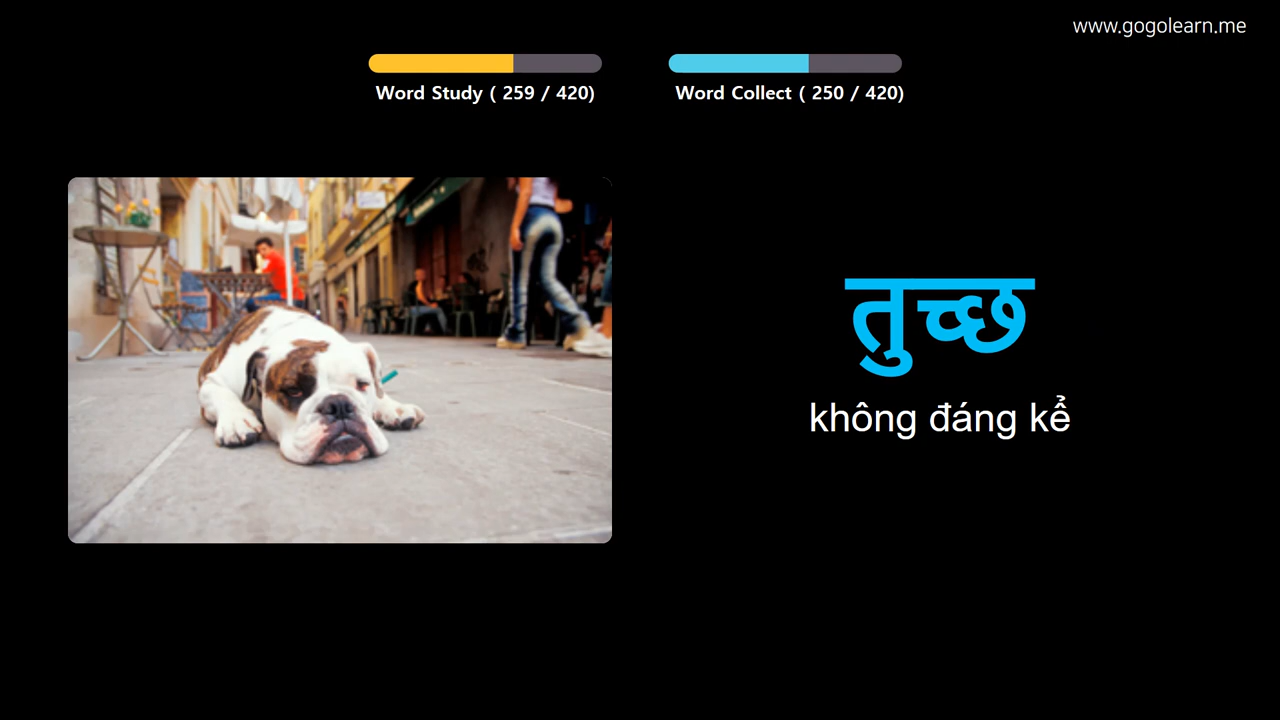 www.gogolearn.me
Word Study ( 259 / 420)
Word Collect ( 250 / 420)
तुच्छ
không đáng kể